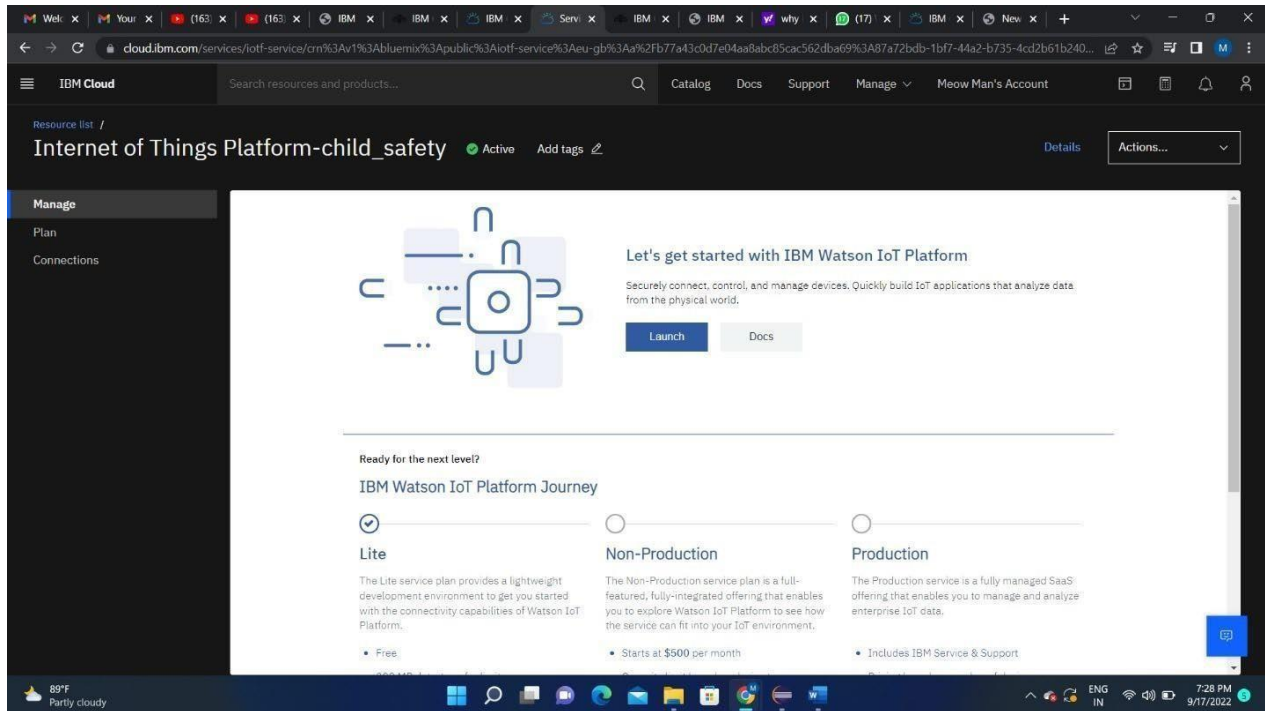 Welc
Your
(163)
(163)
IBM
IBM
IBM
Servi
IBM
IBM
why
(17)
IBM
New
cloud.ibm.com/services/iotf-service/crn%3Av1%3Abluemix%3Apublic%3Aiotf-service%3Aeu-gb%3Aa%2Fb77a43c0d7e04aa8abc85cac562dba69%3A87a72bdb-1bf7-44a2-b735-4cd2b61b240...
M
IBM Cloud
Search resources and products...
Catalog
Docs
Support
Manage
Meow Man's Account
Resource list /
Internet of Things Platform-child_safety
Active
Add tags
Details
Actions...
Manage
Plan
Connections
Let's get started with IBM Watson IoT Platform
Securely connect, control, and manage devices. Quickly build IoT applications that analyze data
from the physical world.
Launch
Docs
Ready for the next level?
IBM Watson IoT Platform Journey
Lite
The Lite service plan provides a lightweight
development environment to get you started
with the connectivity capabilities of Watson IoT
Platform.
• Free
Non-Production
The Non-Production service plan is a full-
featured, fully-integrated offering that enables
you to explore Watson IoT Platform to see how
the service can fit into your IoT environment.
• Starts at $500 per month
Production
The Production service is a fully managed SaaS
offering that enables you to manage and analyze
enterprise IoT data.
• Includes IBM Service & Support
89°F
Partly cloudy
ENG
IN
7:28 PM
9/17/2022
5